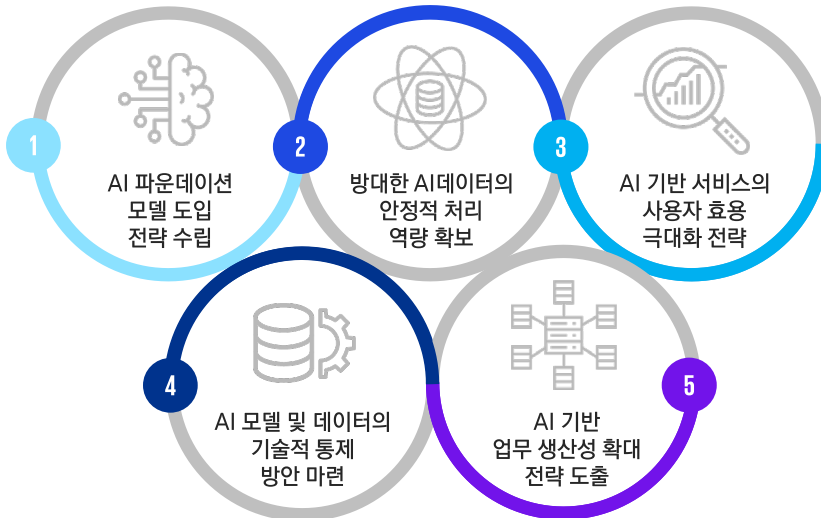 1
AI 파운데이션
모델 도입
전략 수립
2
방대한 AI데이터의
안정적 처리
역량 확보
3
AI 기반 서비스의
사용자 효용
극대화 전략
4
AI 모델 및 데이터의
기술적 통제
방안 마련
5
AI 기반
업무 생산성 확대
전략 도출